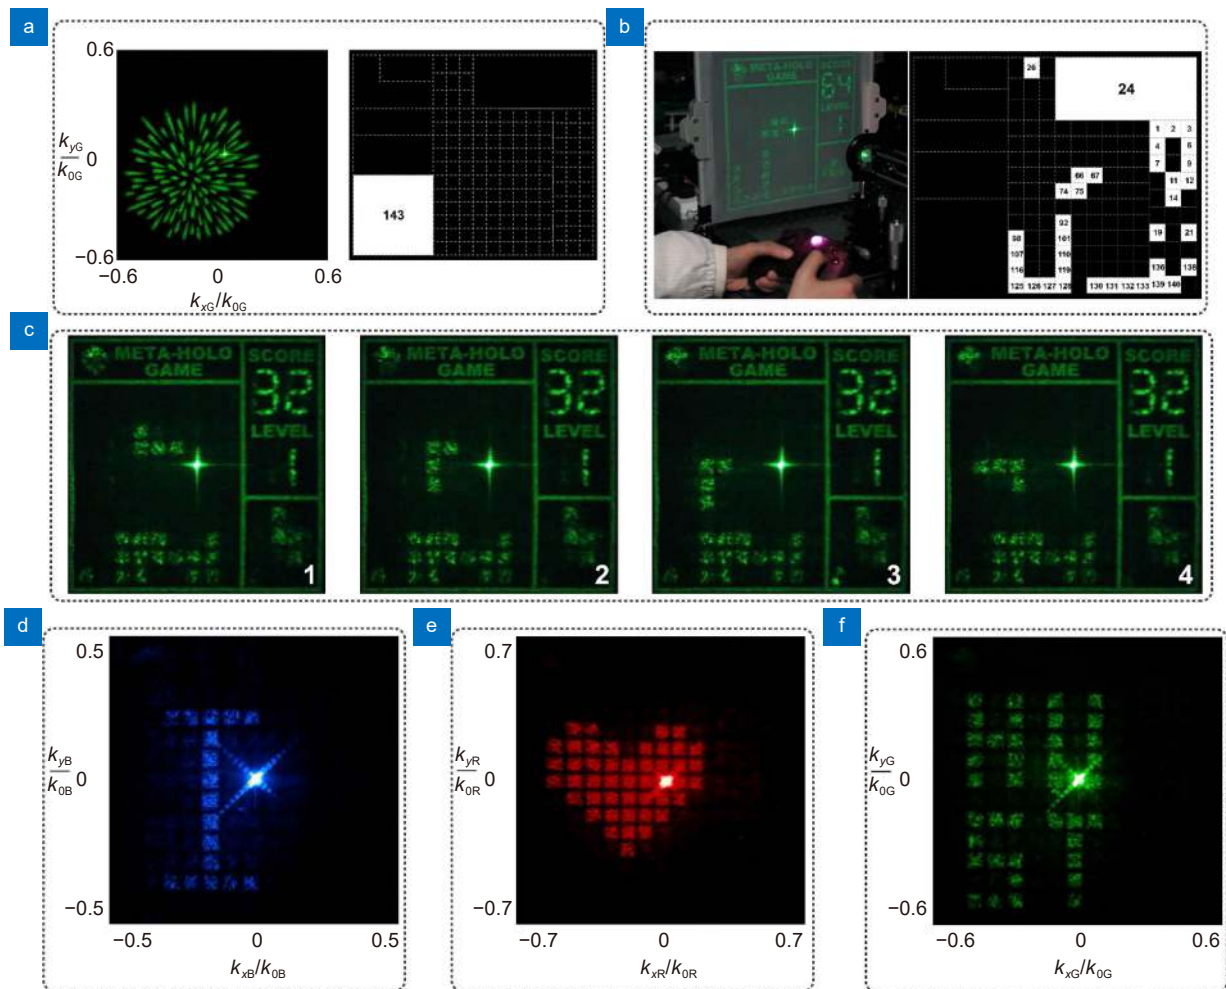 a
0.6
k_yG/k_0G
0
−0.6
−0.6 0 0.6
k_xG/k_0G
143
b
META-HOLO GAME
SCORE
64
LEVEL
1
26
24
1 2 3
4 6
7 9
66 67
11 12
74 75
14
92
98 19 21
101
107 110
116 119 136 138
125 126 127 128 130 131 132 133 139 140
c
META-HOLO
GAME
SCORE
32
LEVEL
1
1
META-HOLO
GAME
SCORE
32
LEVEL
1
2
META-HOLO
GAME
SCORE
32
LEVEL
1
3
META-HOLO
GAME
SCORE
32
LEVEL
1
4
d
0.5
k_yB/k_0B
0
−0.5
−0.5 0 0.5
k_xB/k_0B
e
0.7
k_yR/k_0R
0
−0.7
−0.7 0 0.7
k_xR/k_0R
f
0.6
k_yG/k_0G
0
−0.6
−0.6 0 0.6
k_xG/k_0G